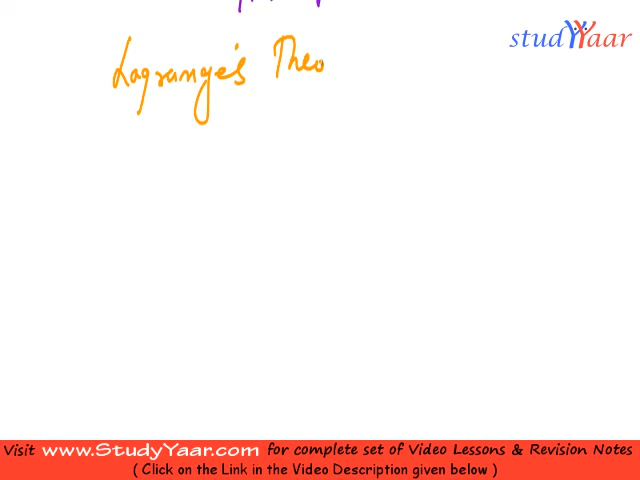 studYYaar
Lagrange's Theo
Visit www.StudyYaar.com for complete set of Video Lessons & Revision Notes
( Click on the Link in the Video Description given below )